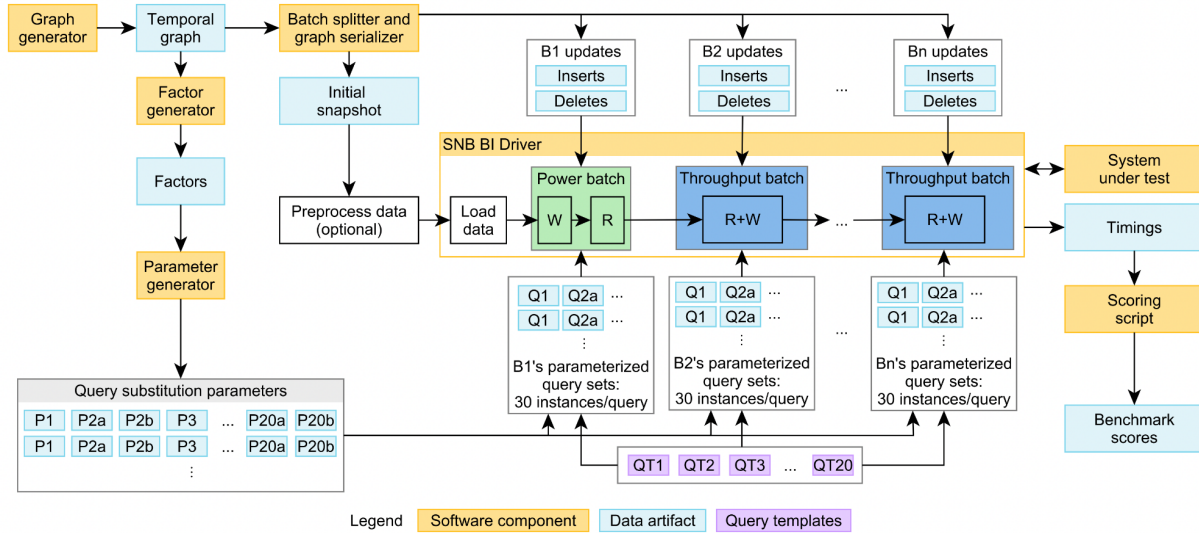 Graph
generator
Temporal
graph
Batch splitter and
graph serializer
B1 updates
Inserts
Deletes
B2 updates
Inserts
Deletes
...
Bn updates
Inserts
Deletes
Factor
generator
Initial
snapshot
Factors
Parameter
generator
Preprocess data
(optional)
SNB BI Driver
Load
data
Power batch
W
R
Throughput batch
R+W
...
Throughput batch
R+W
System
under test
Timings
Scoring
script
Benchmark
scores
Q1 Q2a ...
Q1 Q2a ...
⋮
B1's parameterized
query sets:
30 instances/query
Q1 Q2a ...
Q1 Q2a ...
⋮
B2's parameterized
query sets:
30 instances/query
...
Q1 Q2a ...
Q1 Q2a ...
⋮
Bn's parameterized
query sets:
30 instances/query
Query substitution parameters
P1 P2a P2b P3 ... P20a P20b
P1 P2a P2b P3 ... P20a P20b
⋮
QT1 QT2 QT3 ... QT20
Legend Software component Data artifact Query templates